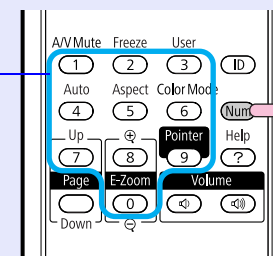 A/V Mute Freeze User
1 2 3 ID
Auto Aspect Color Mode
4 5 6 Num
Up Pointer Help
7 8 9 ?
Page E-Zoom Volume
0
Down